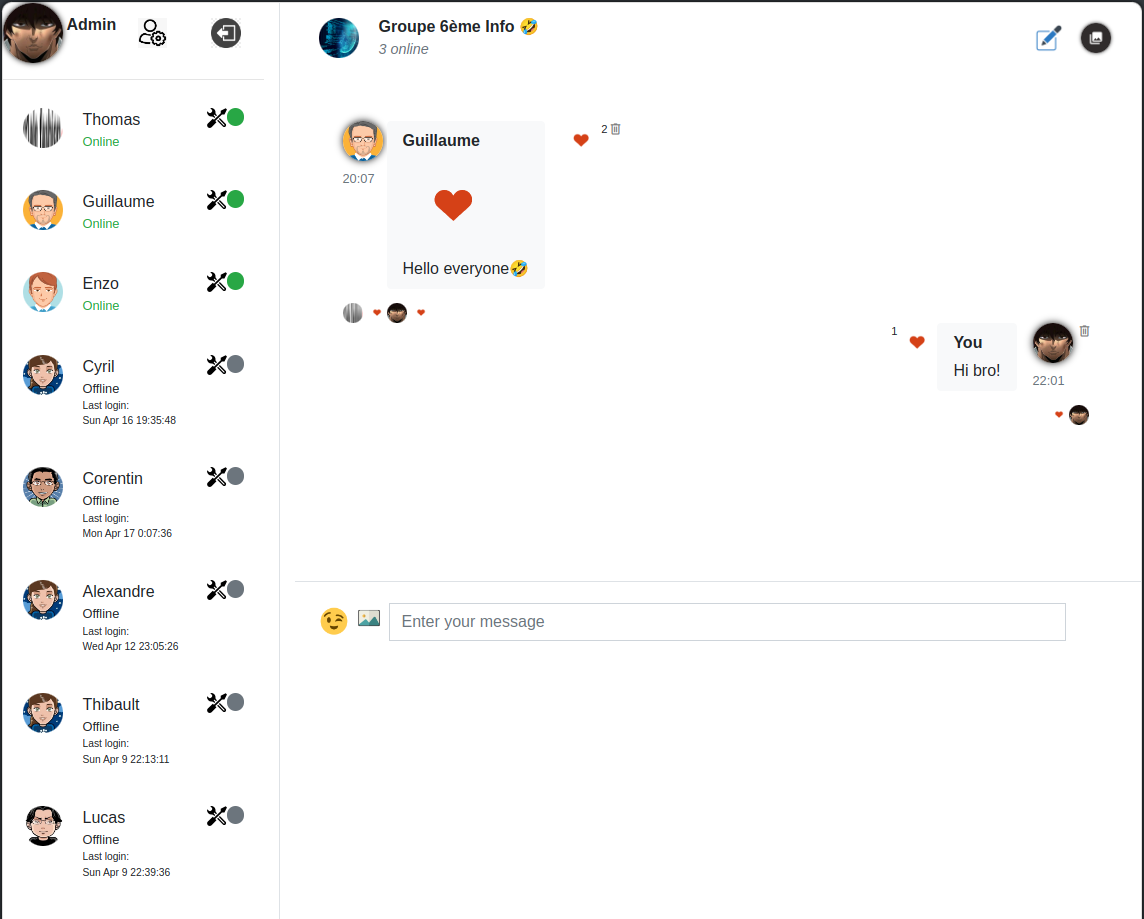 Admin
Thomas
Online
Guillaume
Online
Enzo
Online
Cyril
Offline
Last login:
Sun Apr 16 19:35:48
Corentin
Offline
Last login:
Mon Apr 17 0:07:36
Alexandre
Offline
Last login:
Wed Apr 12 23:05:26
Thibault
Offline
Last login:
Sun Apr 9 22:13:11
Lucas
Offline
Last login:
Sun Apr 9 22:39:36
Groupe 6ème Info 🤣
3 online
Guillaume
2
20:07
❤
Hello everyone🤣
1
You
Hi bro!
22:01
Enter your message